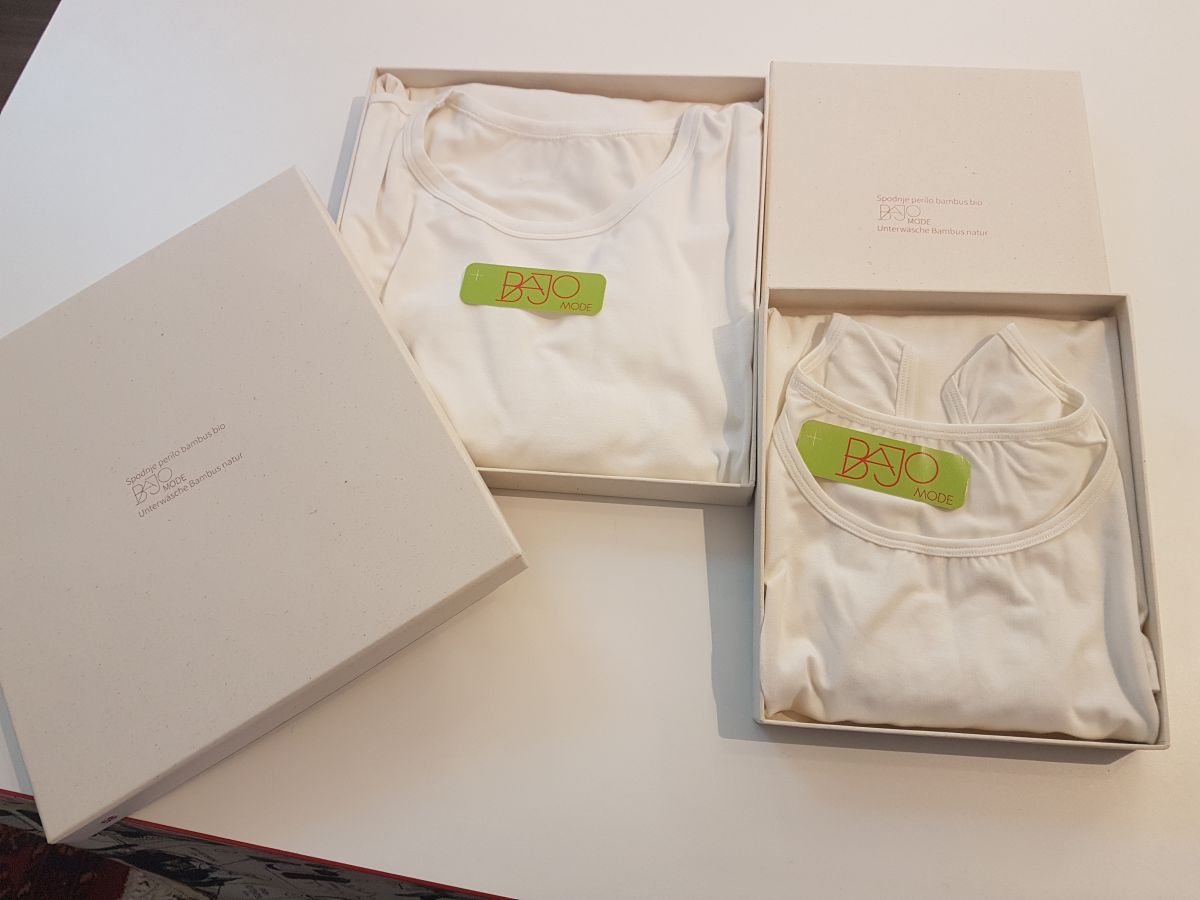 BAJO
MODE
Spodnje perilo bambus bio
BAJO
MODE
Unterwäsche Bambus natur
BAJO
MODE
Spodnje perilo bambus bio
BAJO
MODE
Unterwäsche Bambus natur